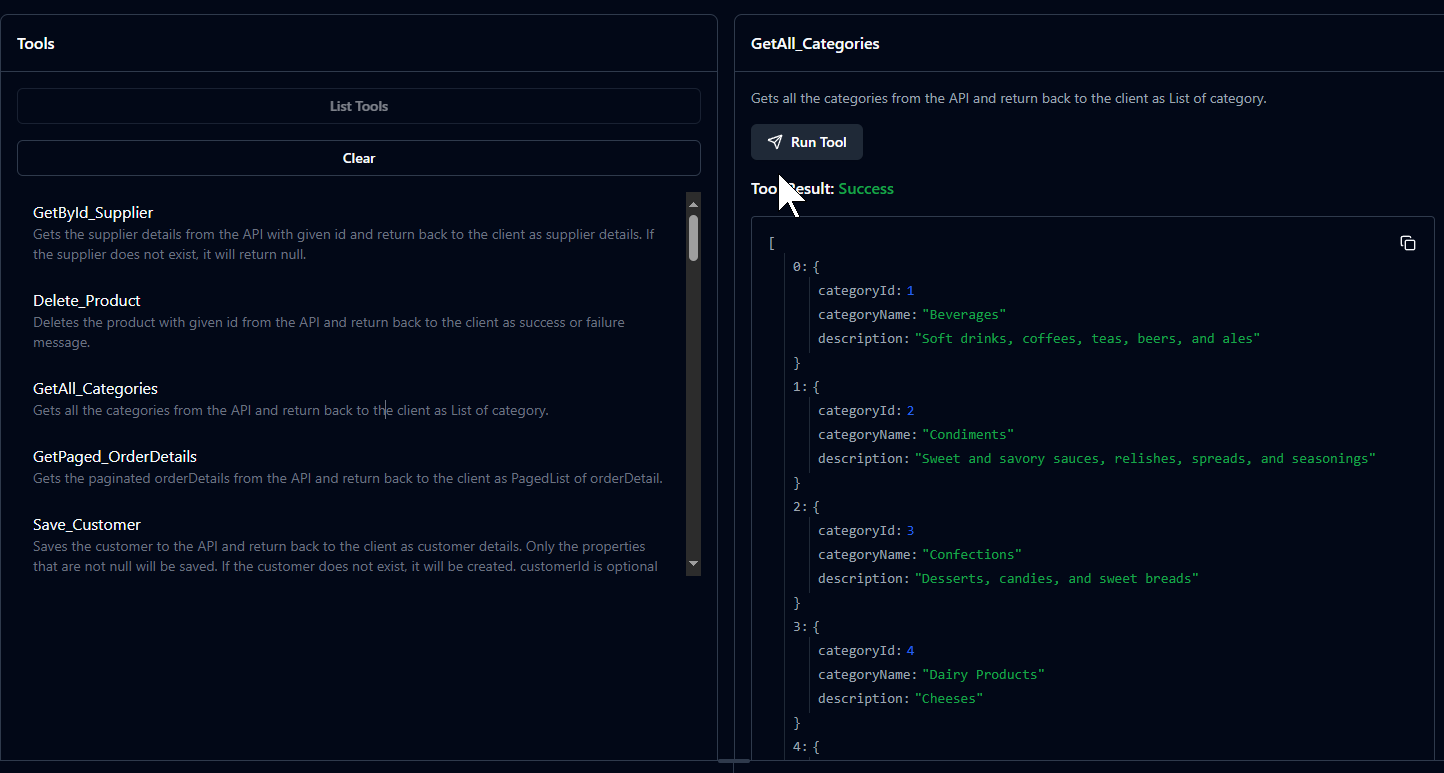 Tools
List Tools
Clear
GetById_Supplier
Gets the supplier details from the API with given id and return back to the client as supplier details. If
the supplier does not exist, it will return null.
Delete_Product
Deletes the product with given id from the API and return back to the client as success or failure
message.
GetAll_Categories
Gets all the categories from the API and return back to the client as List of category.
GetPaged_OrderDetails
Gets the paginated orderDetails from the API and return back to the client as PagedList of orderDetail.
Save_Customer
Saves the customer to the API and return back to the client as customer details. Only the properties
that are not null will be saved. If the customer does not exist, it will be created. customerId is optional
GetAll_Categories
Gets all the categories from the API and return back to the client as List of category.
Run Tool
Tool Result: Success
[
0: {
categoryId: 1
categoryName: "Beverages"
description: "Soft drinks, coffees, teas, beers, and ales"
}
1: {
categoryId: 2
categoryName: "Condiments"
description: "Sweet and savory sauces, relishes, spreads, and seasonings"
}
2: {
categoryId: 3
categoryName: "Confections"
description: "Desserts, candies, and sweet breads"
}
3: {
categoryId: 4
categoryName: "Dairy Products"
description: "Cheeses"
}
4: {